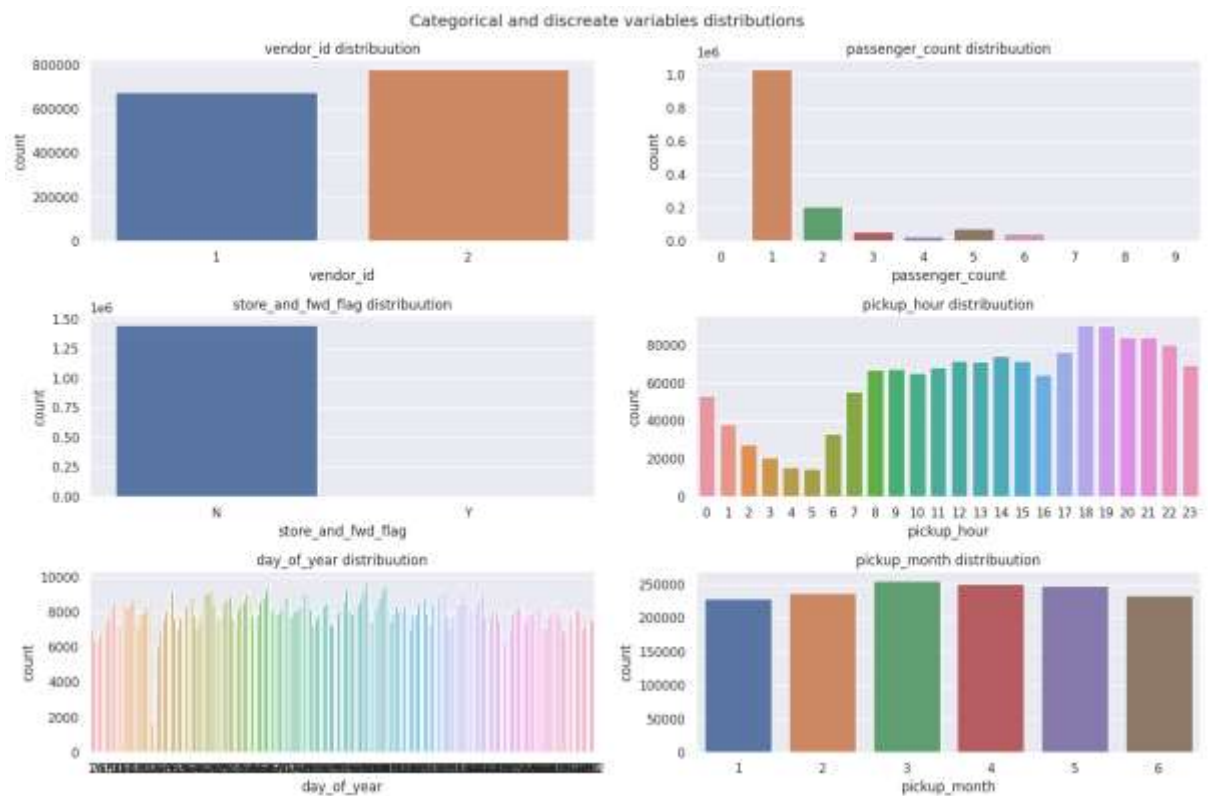 Categorical and discreate variables distributions
vendor_id distribuution
count
800000
600000
400000
200000
0
1 2
vendor_id
passenger_count distribuution
1e6
count
1.0
0.8
0.6
0.4
0.2
0.0
0 1 2 3 4 5 6 7 8 9
passenger_count
store_and_fwd_flag distribuution
1e6
count
1.50
1.25
1.00
0.75
0.50
0.25
0.00
N Y
store_and_fwd_flag
pickup_hour distribuution
count
80000
60000
40000
20000
0
0 1 2 3 4 5 6 7 8 9 10 11 12 13 14 15 16 17 18 19 20 21 22 23
pickup_hour
day_of_year distribuution
count
10000
8000
6000
4000
2000
0
day_of_year
pickup_month distribuution
count
250000
200000
150000
100000
50000
0
1 2 3 4 5 6
pickup_month